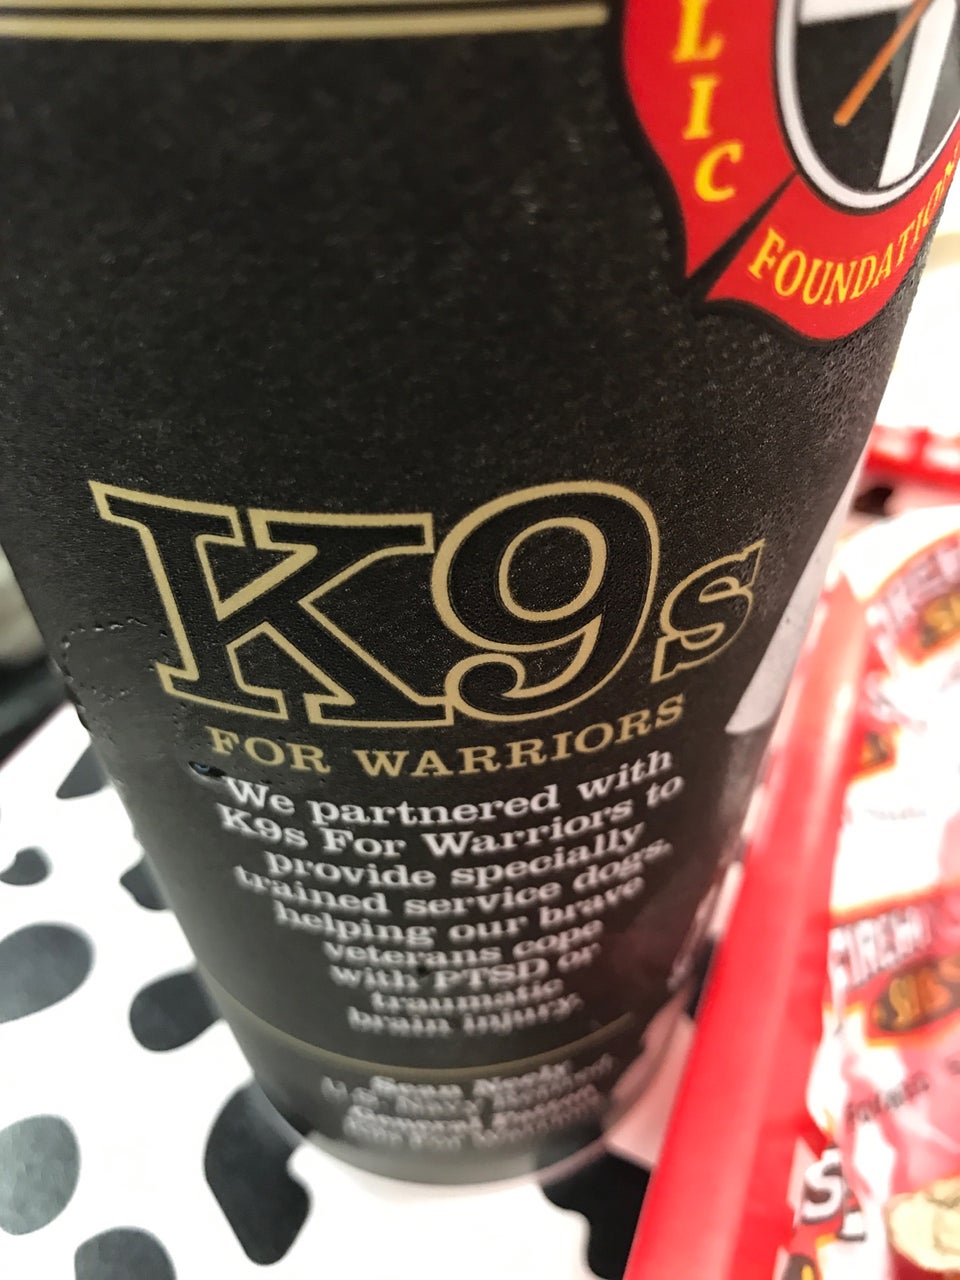 LIC
FOUNDATION
K9s
FOR WARRIORS
We partnered with
K9s For Warriors to
provide specially
trained service dogs,
helping our brave
veterans cope
with PTSD or
traumatic
brain injury.
FIREHOUSE